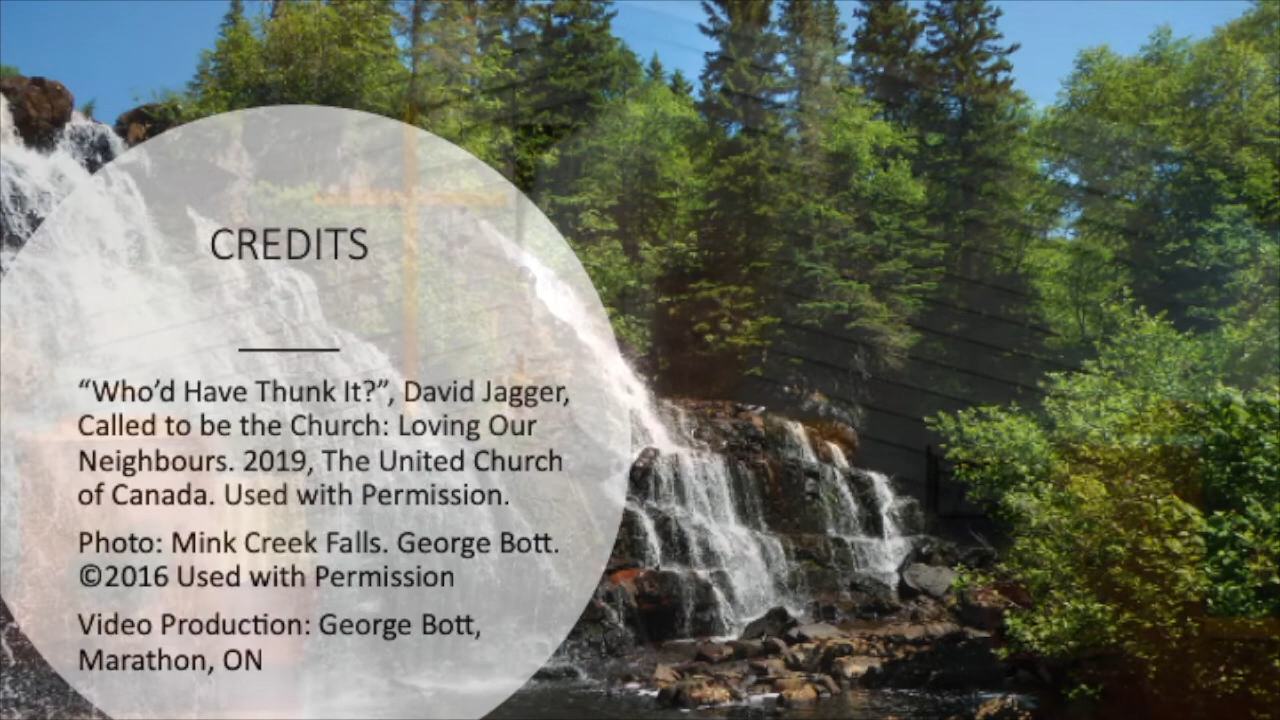 CREDITS
“Who’d Have Thunk It?”, David Jagger,
Called to be the Church: Loving Our
Neighbours. 2019, The United Church
of Canada. Used with Permission.
Photo: Mink Creek Falls. George Bott.
©2016 Used with Permission
Video Production: George Bott,
Marathon, ON